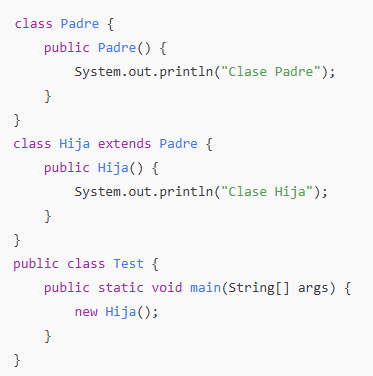 class Padre {
    public Padre() {
        System.out.println("Clase Padre");
    }
}
class Hija extends Padre {
    public Hija() {
        System.out.println("Clase Hija");
    }
}
public class Test {
    public static void main(String[] args) {
        new Hija();
    }
}